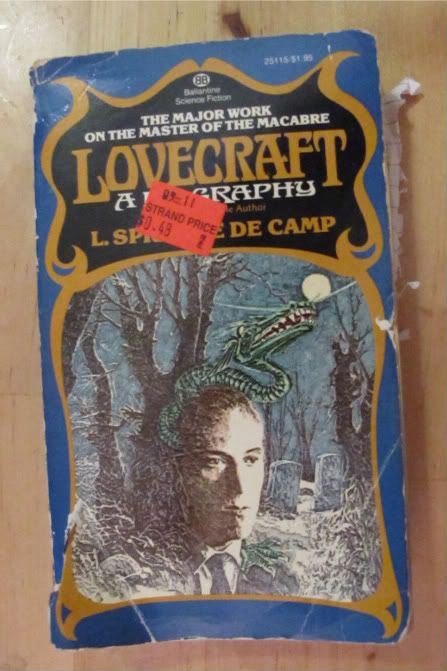 25115/$1.95
BB
Ballantine
Science Fiction
THE MAJOR WORK
ON THE MASTER OF THE MACABRE
LOVECRAFT
A GRAPHY
Author
L. DE CAMP
STRAND PRICE
$0.48